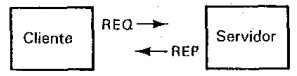 Cliente
REQ
REP
Servidor